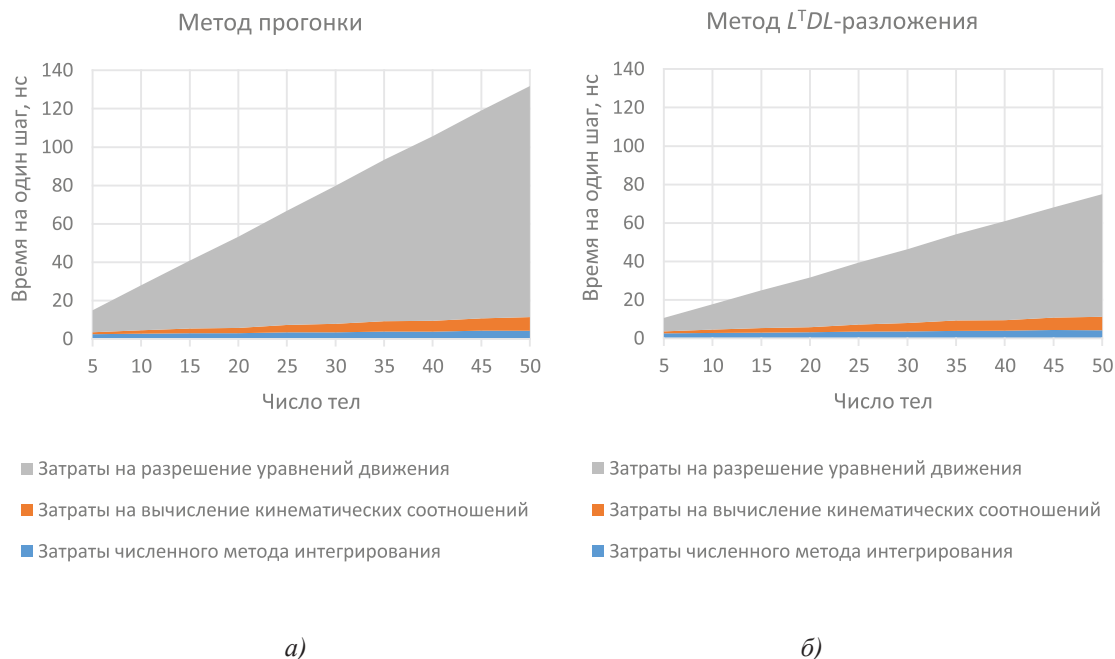 Метод прогонки
Время на один шаг, нс
140
120
100
80
60
40
20
0
5 10 15 20 25 30 35 40 45 50
Число тел
Затраты на разрешение уравнений движения
Затраты на вычисление кинематических соотношений
Затраты численного метода интегрирования
а)
Метод LᵀDL-разложения
Время на один шаг, нс
140
120
100
80
60
40
20
0
5 10 15 20 25 30 35 40 45 50
Число тел
Затраты на разрешение уравнений движения
Затраты на вычисление кинематических соотношений
Затраты численного метода интегрирования
б)